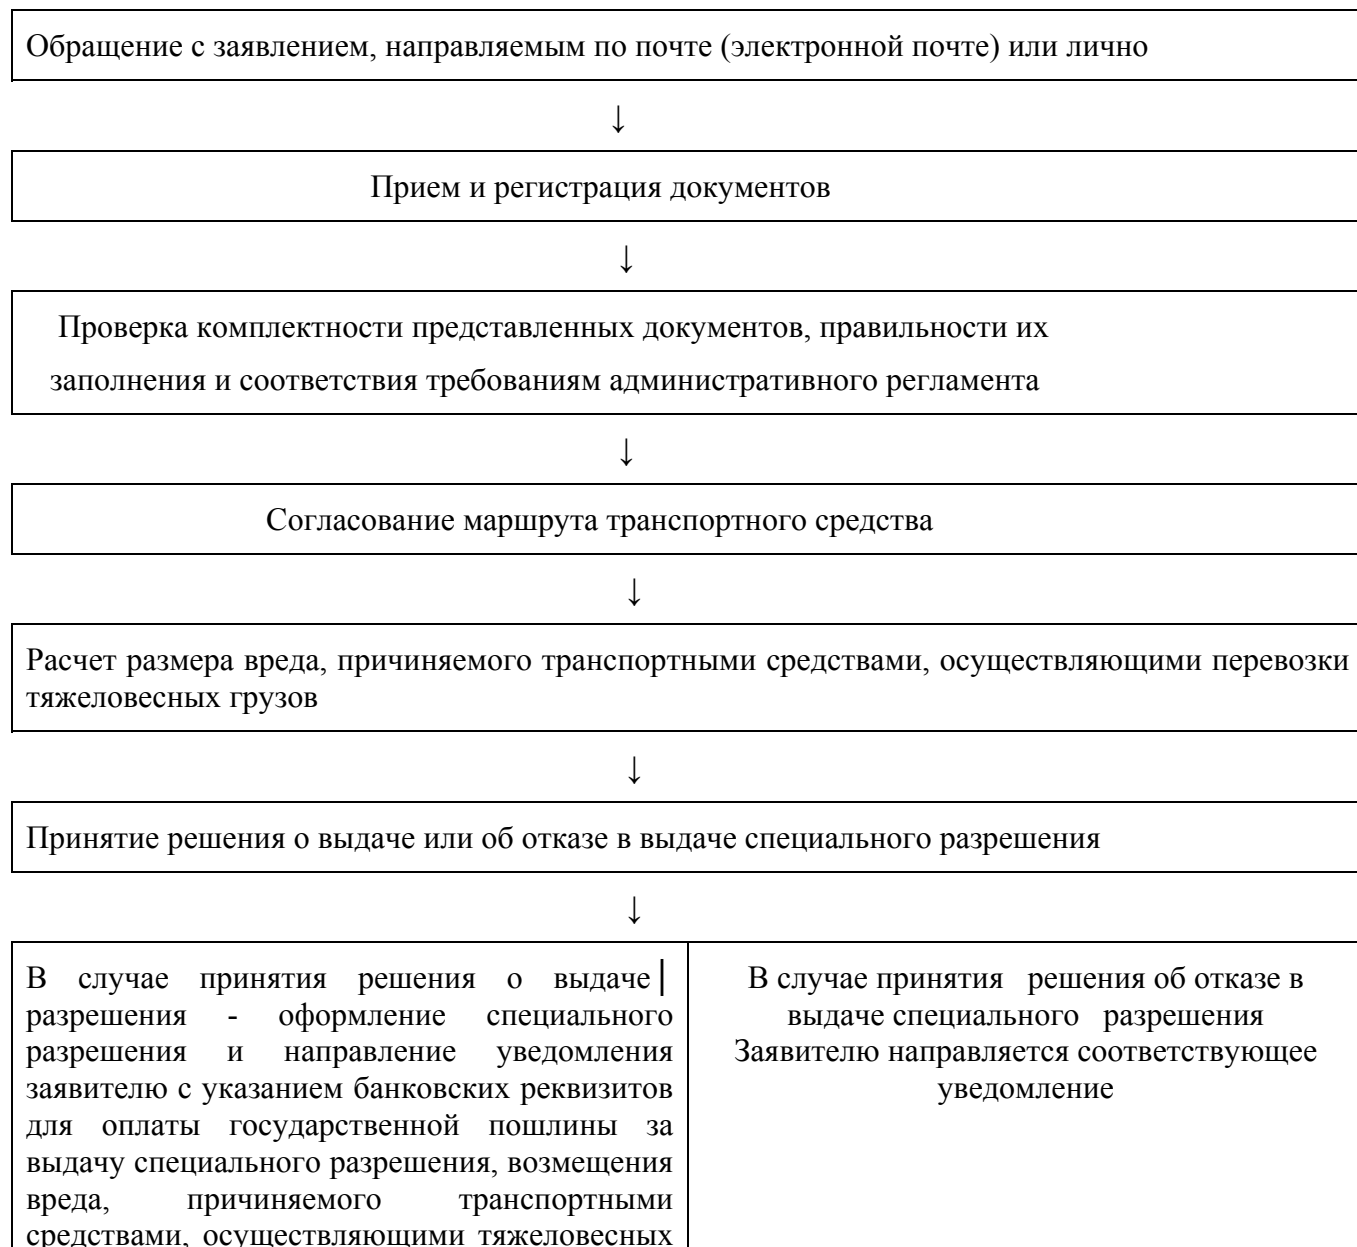 Обращение с заявлением, направляемым по почте (электронной почте) или лично
↓
Прием и регистрация документов
↓
Проверка комплектности представленных документов, правильности их
заполнения и соответствия требованиям административного регламента
↓
Согласование маршрута транспортного средства
↓
Расчет размера вреда, причиняемого транспортными средствами, осуществляющими перевозки
тяжеловесных грузов
↓
Принятие решения о выдаче или об отказе в выдаче специального разрешения
↓
В случае принятия решения о выдаче│
разрешения - оформление специального
разрешения и направление уведомления
заявителю с указанием банковских реквизитов
для оплаты государственной пошлины за
выдачу специального разрешения, возмещения
вреда, причиняемого транспортными
средствами, осуществляющими тяжеловесных
В случае принятия решения об отказе в
выдаче специального разрешения
Заявителю направляется соответствующее
уведомление